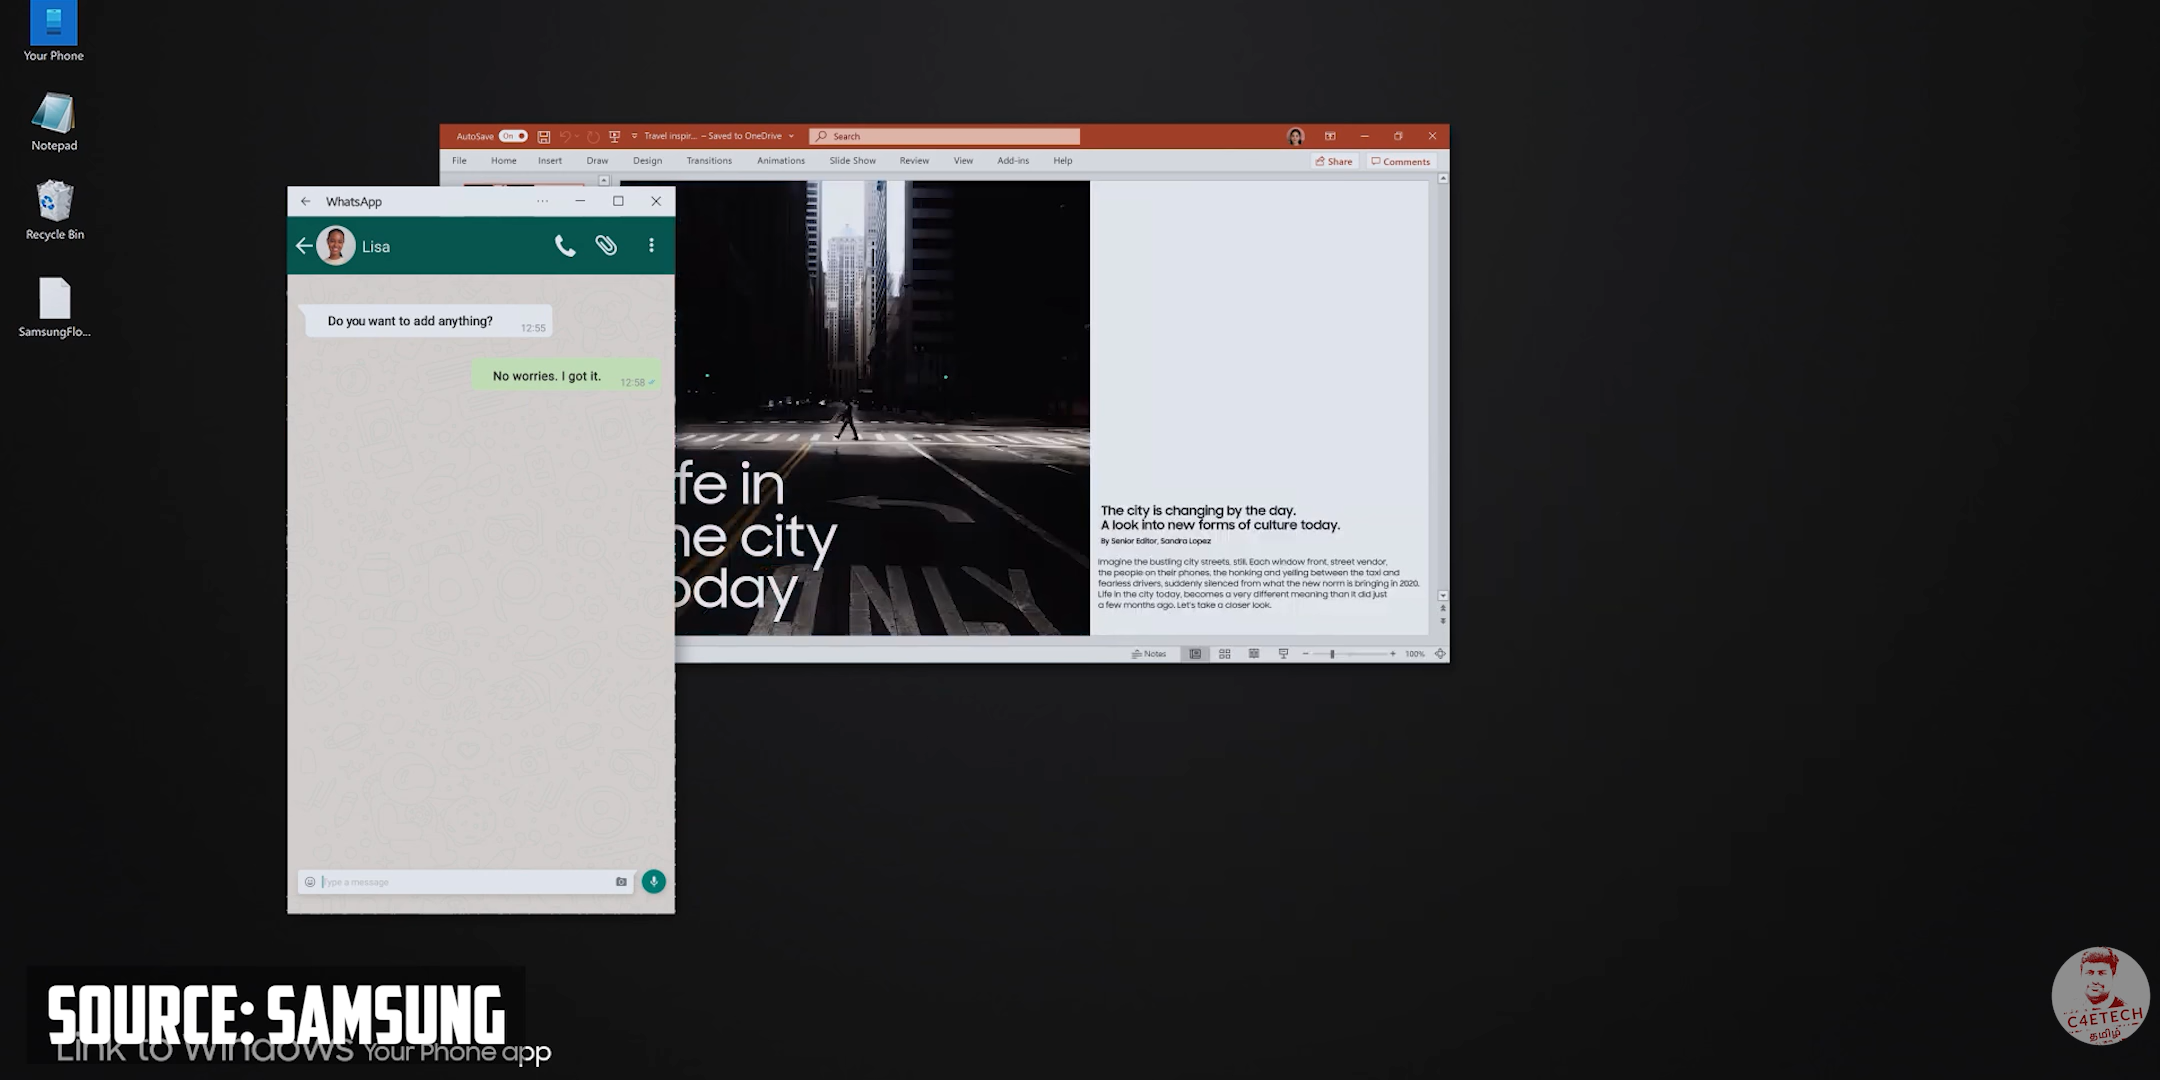 Your Phone
Notepad
Recycle Bin
SamsungFlo...
AutoSave On Travel inspir... – Saved to OneDrive Search
File Home Insert Draw Design Transitions Animations Slide Show Review View Add-ins Help Share Comments
WhatsApp
Lisa
Do you want to add anything? 12:55
No worries. I got it. 12:58
Type a message
fe in
he city
oday
ONLY
The city is changing by the day.
A look into new forms of culture today.
By Senior Editor, Sandra Lopez
Imagine the bustling city streets, still. Each window front, street vendor,
the people on their phones, the honking and yelling between the taxi and
fearless drivers, suddenly silenced from what the new norm is bringing in 2020.
Life in the city today, becomes a very different meaning than it did just
a few months ago. Let's take a closer look.
Notes 100%
SOURCE: SAMSUNG
Link to Windows Your Phone app
C4ETECH
தமிழ்